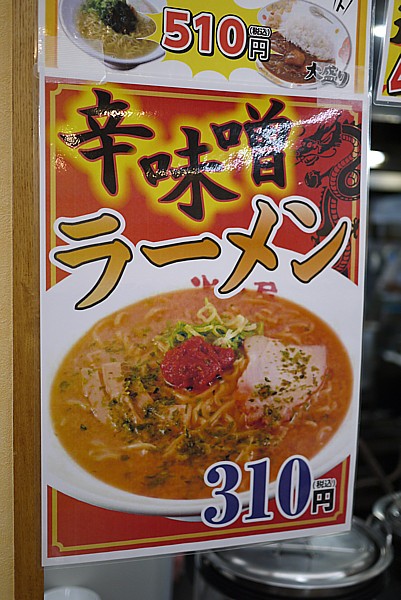 510円
(税込)
大盛り
辛味噌
ラーメン
310円
(税込)